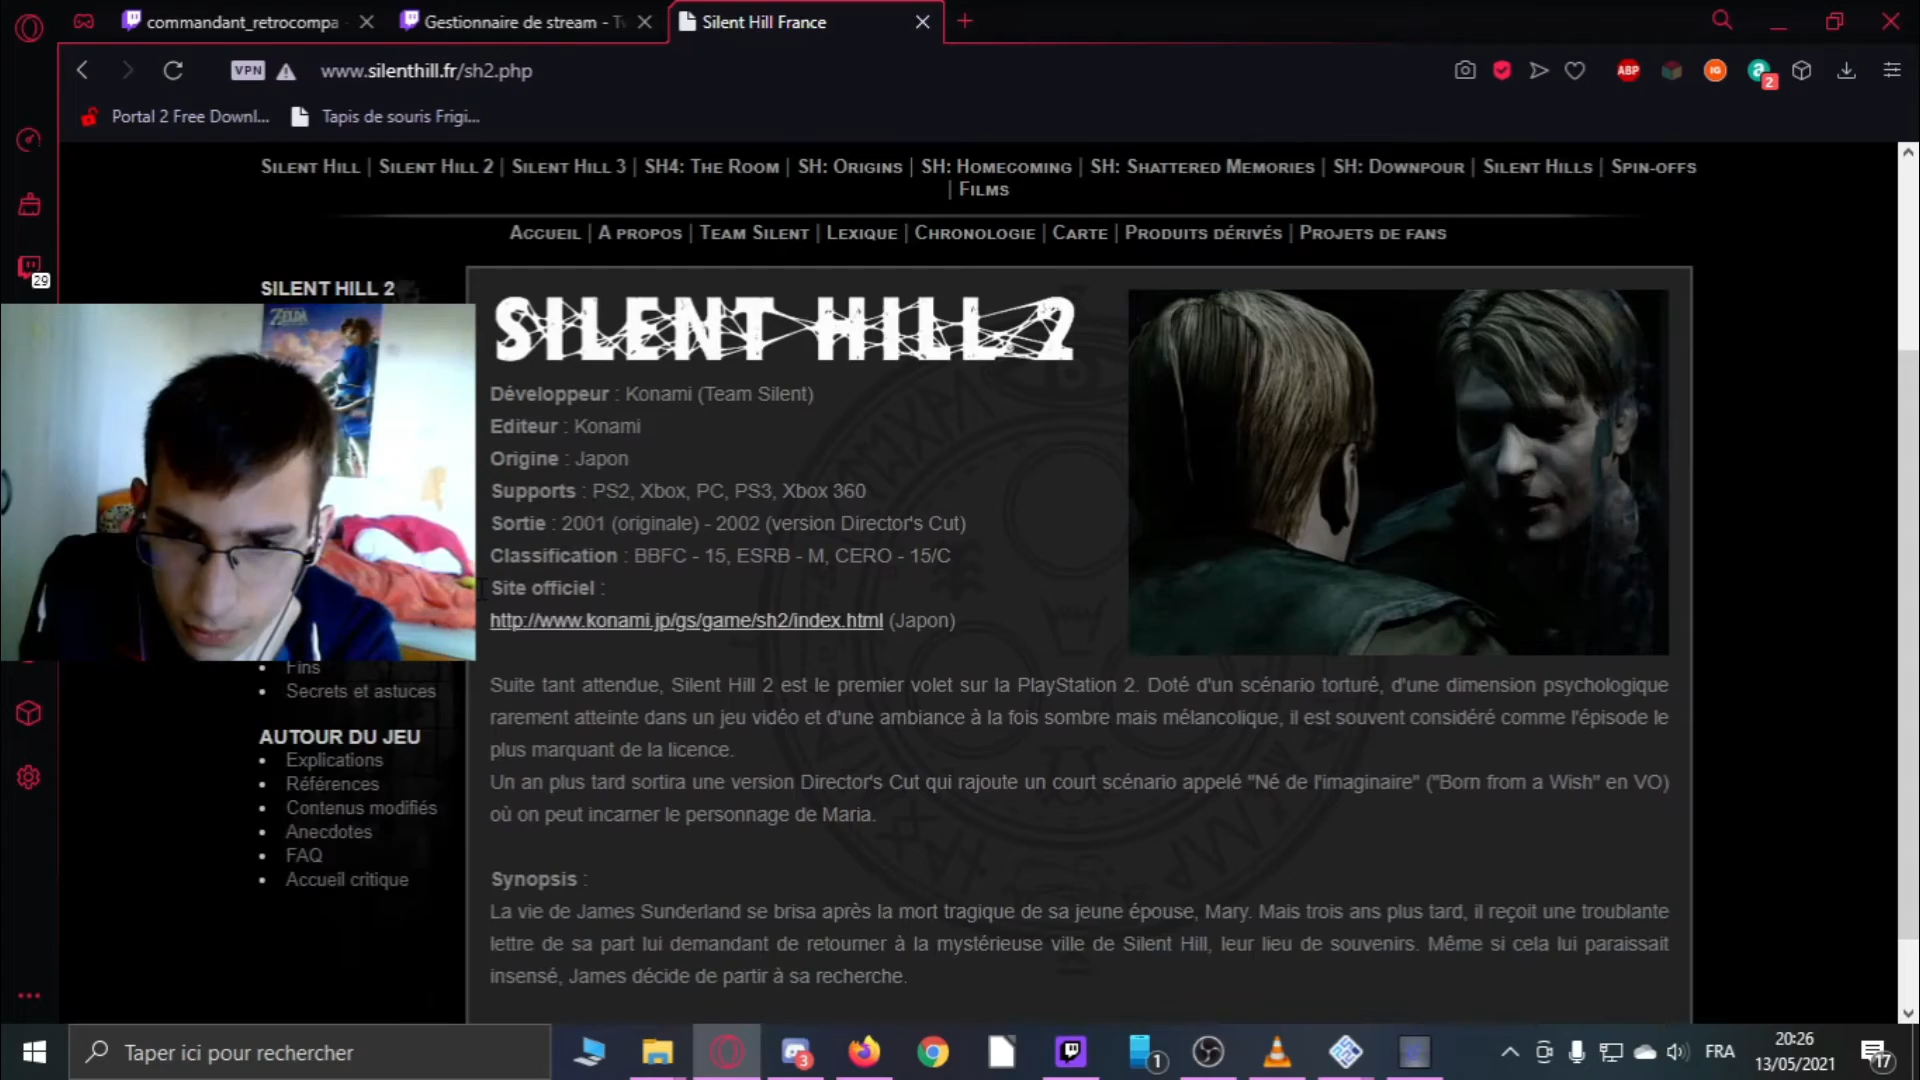 commandant_retrocompa
Gestionnaire de stream - Tw
Silent Hill France
VPN
www.silenthill.fr/sh2.php
ABP
2
Portal 2 Free Downl...
Tapis de souris Frigi...
29
SILENT HILL | SILENT HILL 2 | SILENT HILL 3 | SH4: THE ROOM | SH: ORIGINS | SH: HOMECOMING | SH: SHATTERED MEMORIES | SH: DOWNPOUR | SILENT HILLS | SPIN-OFFS
| FILMS
ACCUEIL | A PROPOS | TEAM SILENT | LEXIQUE | CHRONOLOGIE | CARTE | PRODUITS DÉRIVÉS | PROJETS DE FANS
SILENT HILL 2
ZELDA
Fins
Secrets et astuces
AUTOUR DU JEU
Explications
Références
Contenus modifiés
Anecdotes
FAQ
Accueil critique
SILENT HILL 2
Développeur : Konami (Team Silent)
Editeur : Konami
Origine : Japon
Supports : PS2, Xbox, PC, PS3, Xbox 360
Sortie : 2001 (originale) - 2002 (version Director's Cut)
Classification : BBFC - 15, ESRB - M, CERO - 15/C
Site officiel :
http://www.konami.jp/gs/game/sh2/index.html (Japon)
Suite tant attendue, Silent Hill 2 est le premier volet sur la PlayStation 2. Doté d'un scénario torturé, d'une dimension psychologique
rarement atteinte dans un jeu vidéo et d'une ambiance à la fois sombre mais mélancolique, il est souvent considéré comme l'épisode le
plus marquant de la licence.
Un an plus tard sortira une version Director's Cut qui rajoute un court scénario appelé "Né de l'imaginaire" ("Born from a Wish" en VO)
où on peut incarner le personnage de Maria.
Synopsis :
La vie de James Sunderland se brisa après la mort tragique de sa jeune épouse, Mary. Mais trois ans plus tard, il reçoit une troublante
lettre de sa part lui demandant de retourner à la mystérieuse ville de Silent Hill, leur lieu de souvenirs. Même si cela lui paraissait
insensé, James décide de partir à sa recherche.
Taper ici pour rechercher
3
1
FRA
20:26
13/05/2021
17